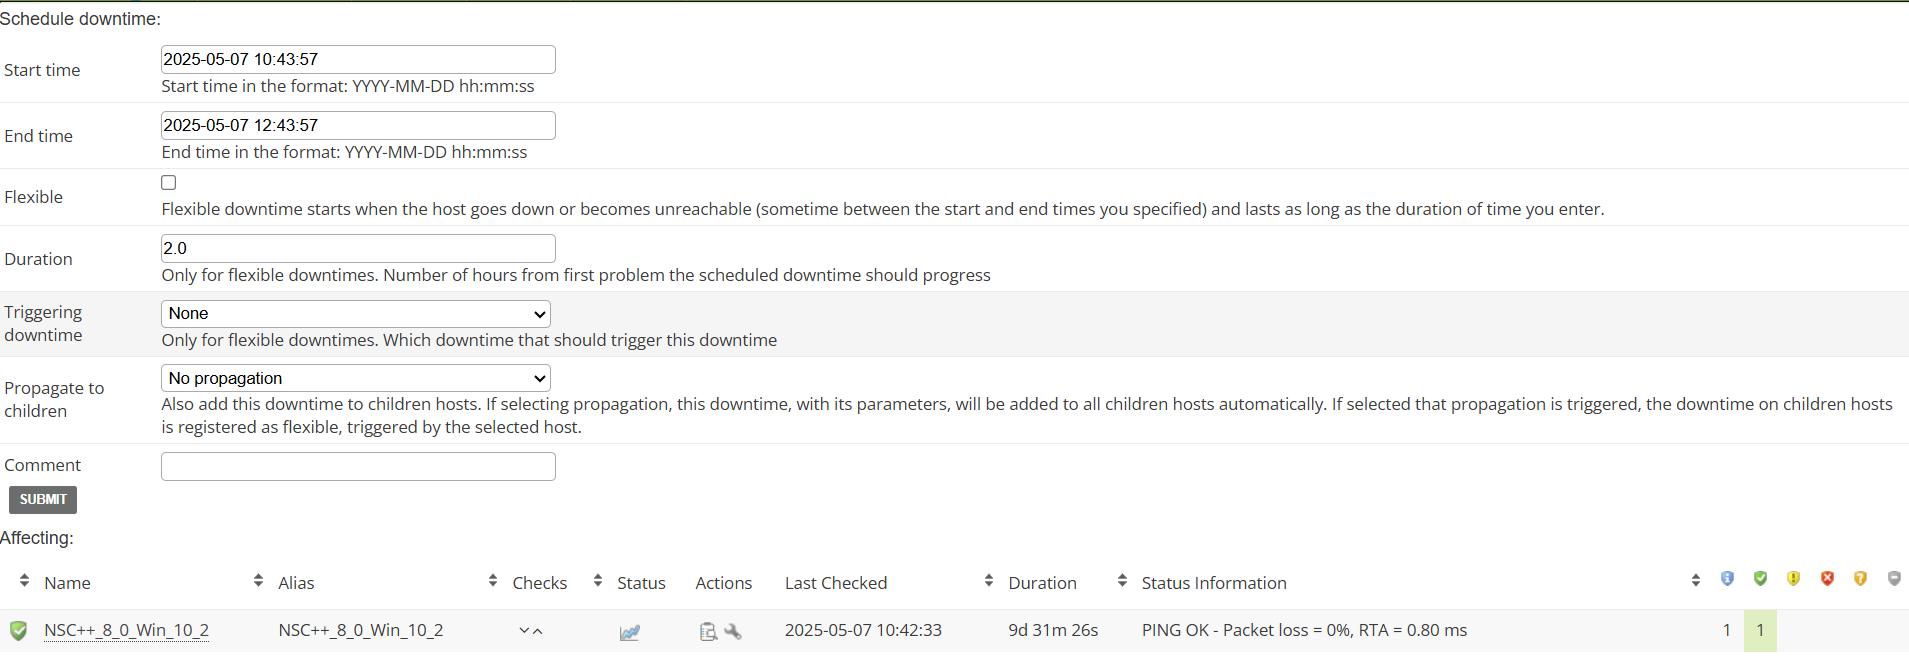 Schedule downtime:
Start time
2025-05-07 10:43:57
Start time in the format: YYYY-MM-DD hh:mm:ss
End time
2025-05-07 12:43:57
End time in the format: YYYY-MM-DD hh:mm:ss
Flexible
Flexible downtime starts when the host goes down or becomes unreachable (sometime between the start and end times you specified) and lasts as long as the duration of time you enter.
Duration
2.0
Only for flexible downtimes. Number of hours from first problem the scheduled downtime should progress
Triggering
downtime
None
Only for flexible downtimes. Which downtime that should trigger this downtime
Propagate to
children
No propagation
Also add this downtime to children hosts. If selecting propagation, this downtime, with its parameters, will be added to all children hosts automatically. If selected that propagation is triggered, the downtime on children hosts
is registered as flexible, triggered by the selected host.
Comment
SUBMIT
Affecting:
Name Alias Checks Status Actions Last Checked Duration Status Information
NSC++_8_0_Win_10_2 NSC++_8_0_Win_10_2 2025-05-07 10:42:33 9d 31m 26s PING OK - Packet loss = 0%, RTA = 0.80 ms 1 1